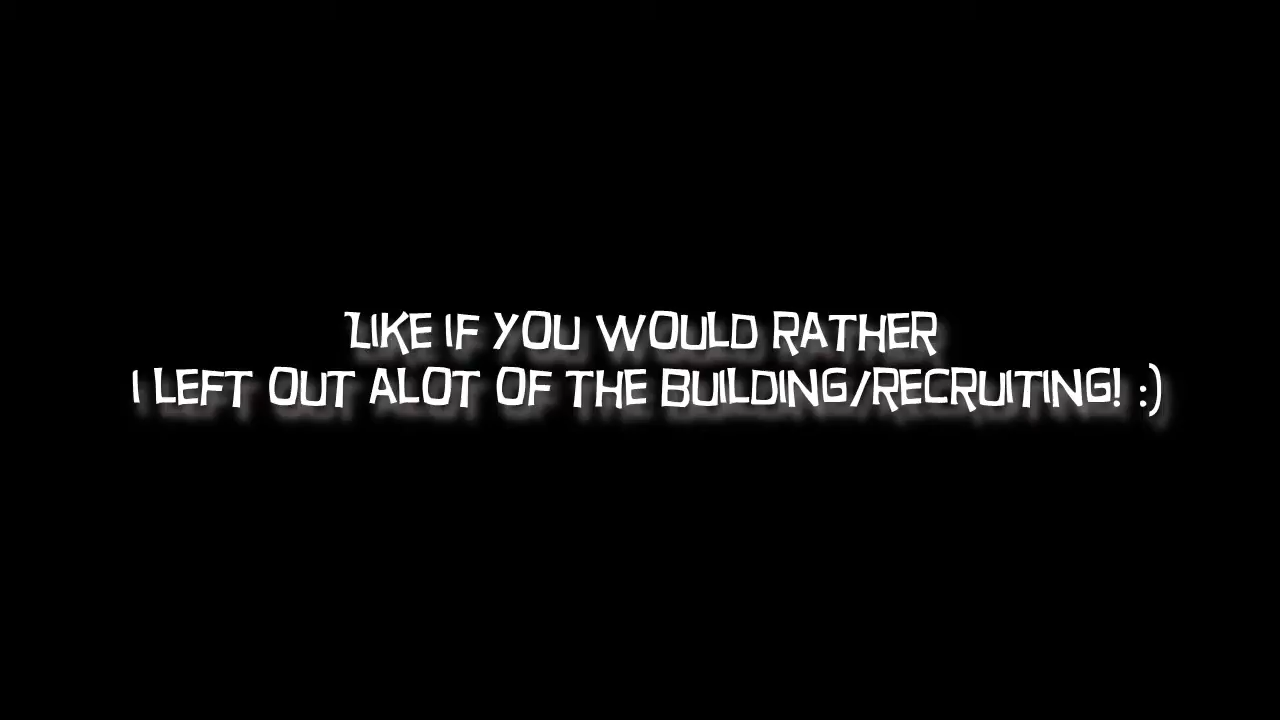 LIKE IF YOU WOULD RATHER
I LEFT OUT ALOT OF THE BUILDING/RECRUITING! :)